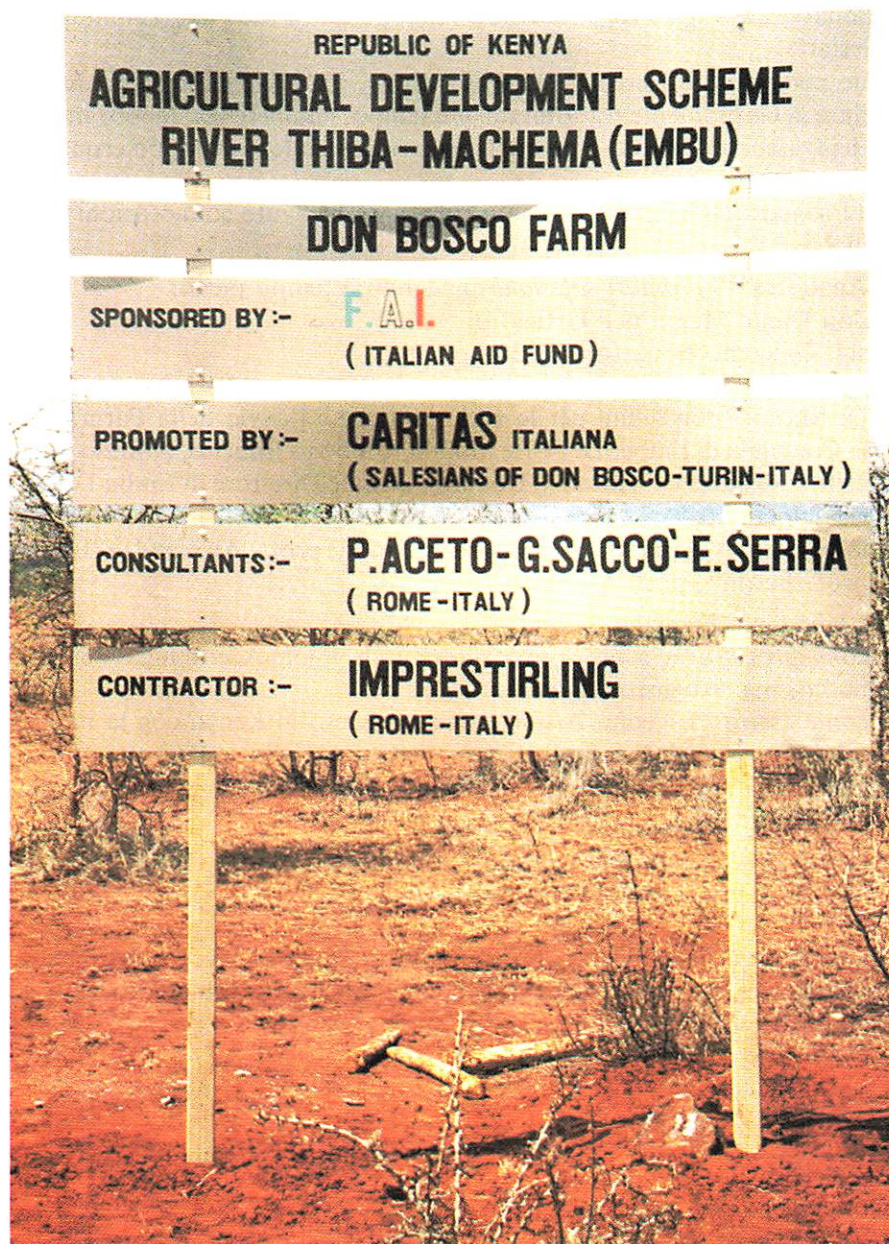 REPUBLIC OF KENYA
AGRICULTURAL DEVELOPMENT SCHEME
RIVER THIBA-MACHEMA (EMBU)
DON BOSCO FARM
SPONSORED BY:- F.A.I.
( ITALIAN AID FUND )
PROMOTED BY:- CARITAS ITALIANA
( SALESIANS OF DON BOSCO-TURIN-ITALY )
CONSULTANTS:- P.ACETO-G.SACCO'-E.SERRA
( ROME-ITALY )
CONTRACTOR :- IMPRESTIRLING
( ROME-ITALY )